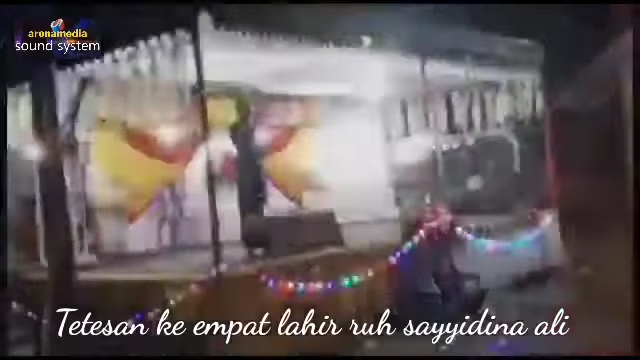 aronamedia
sound system
Tetesan ke empat lahir ruh sayyidina ali